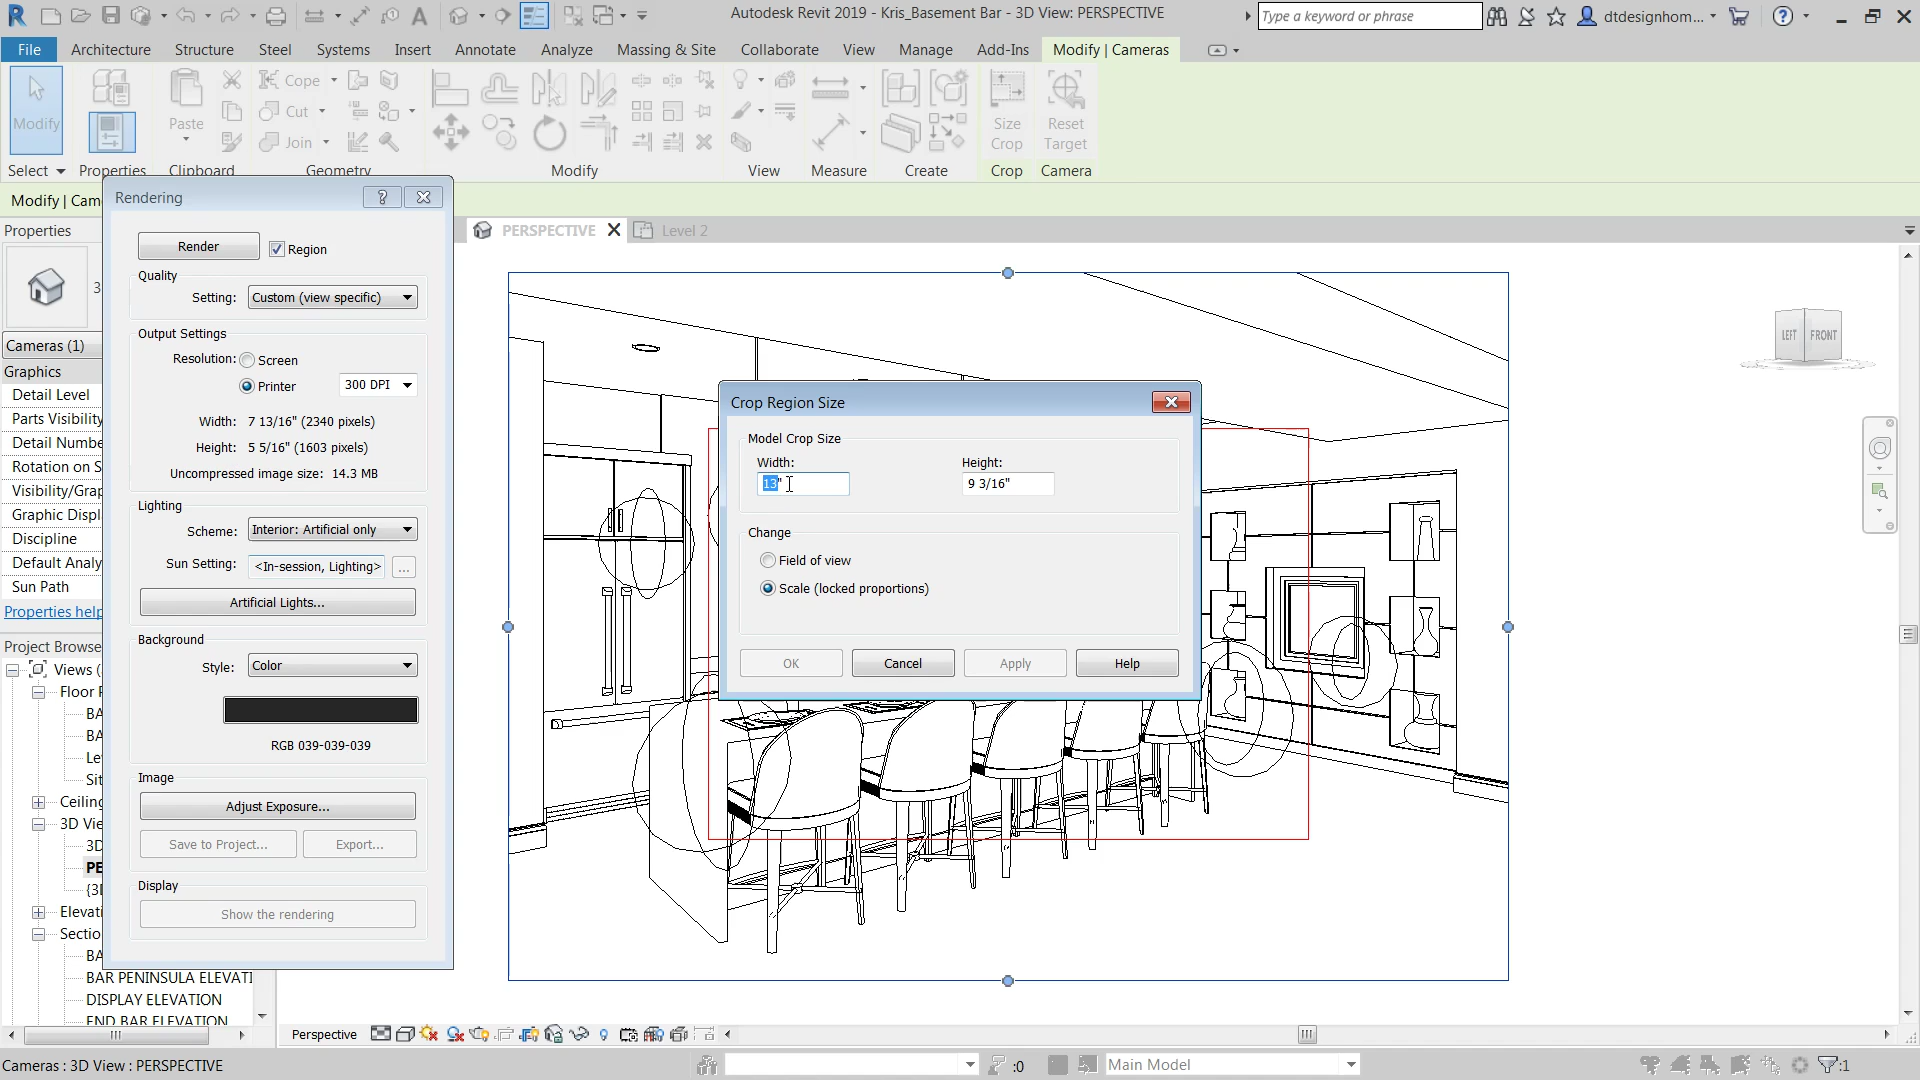 Autodesk Revit 2019 - Kris_Basement Bar - 3D View: PERSPECTIVE
Type a keyword or phrase
dtdesignhom...
File
Architecture
Structure
Steel
Systems
Insert
Annotate
Analyze
Massing & Site
Collaborate
View
Manage
Add-Ins
Modify | Cameras
Modify
Paste
Cope
Cut
Join
Size
Crop
Reset
Target
Select
Properties
Clipboard
Geometry
Modify
View
Measure
Create
Crop
Camera
Modify | Came
PERSPECTIVE
Level 2
Properties
3
Cameras (1)
Graphics
Detail Level
Parts Visibility
Detail Numbe
Rotation on S
Visibility/Grap
Graphic Displ
Discipline
Default Analy
Sun Path
Properties help
Project Browse
Views (
Floor P
BA
BA
Le
Sit
Ceiling
3D Vie
3D
PE
{3D
Elevati
Sectio
BA
BAR PENINSULA ELEVATI
DISPLAY ELEVATION
END BAR ELEVATION
Rendering
Render
Region
Quality
Setting:
Custom (view specific)
Output Settings
Resolution:
Screen
Printer
300 DPI
Width: 7 13/16" (2340 pixels)
Height: 5 5/16" (1603 pixels)
Uncompressed image size: 14.3 MB
Lighting
Scheme:
Interior: Artificial only
Sun Setting:
<In-session, Lighting>
...
Artificial Lights...
Background
Style:
Color
RGB 039-039-039
Image
Adjust Exposure...
Save to Project...
Export...
Display
Show the rendering
Crop Region Size
Model Crop Size
Width:
Height:
13"
9 3/16"
Change
Field of view
Scale (locked proportions)
OK
Cancel
Apply
Help
LEFT
FRONT
Perspective
Cameras : 3D View : PERSPECTIVE
:0
Main Model
:1